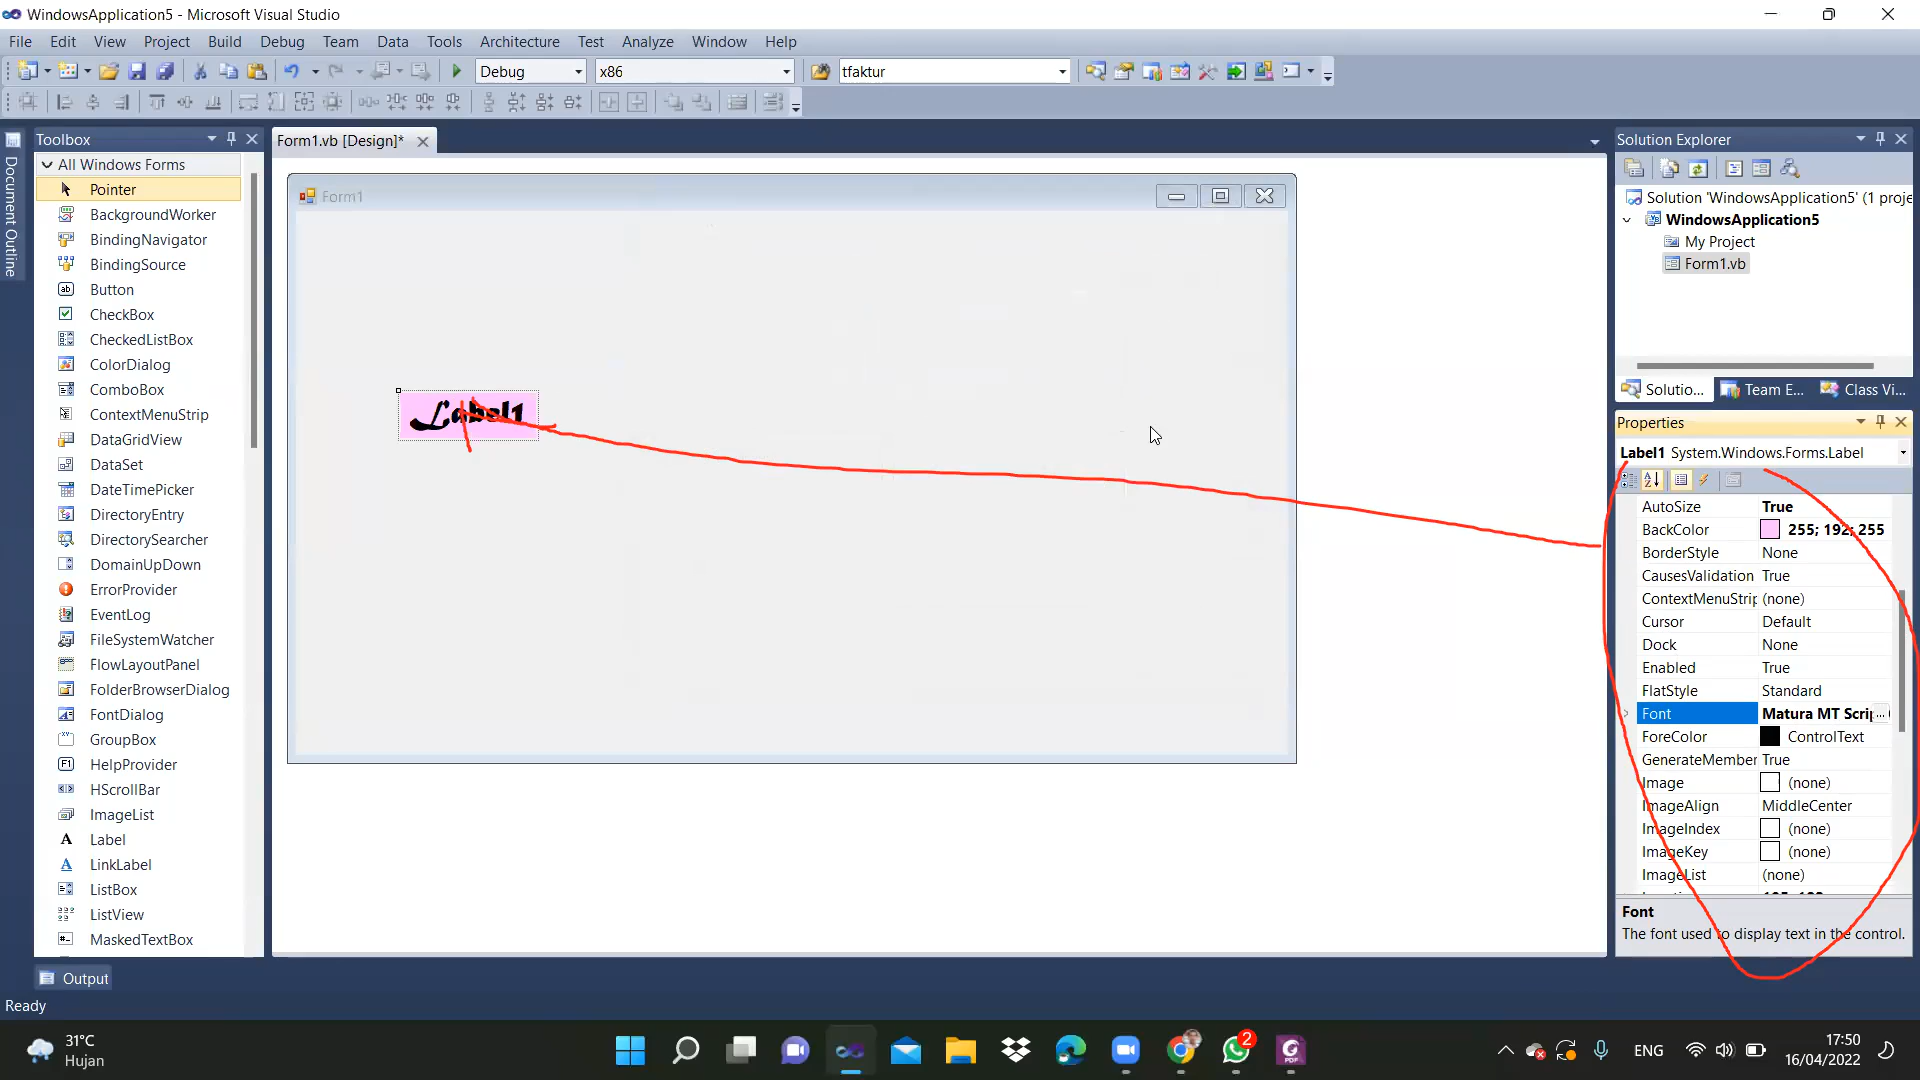 WindowsApplication5 - Microsoft Visual Studio
File Edit View Project Build Debug Team Data Tools Architecture Test Analyze Window Help
Debug x86 tfaktur
Document Outline
Toolbox
All Windows Forms
Pointer
BackgroundWorker
BindingNavigator
BindingSource
Button
CheckBox
CheckedListBox
ColorDialog
ComboBox
ContextMenuStrip
DataGridView
DataSet
DateTimePicker
DirectoryEntry
DirectorySearcher
DomainUpDown
ErrorProvider
EventLog
FileSystemWatcher
FlowLayoutPanel
FolderBrowserDialog
FontDialog
GroupBox
HelpProvider
HScrollBar
ImageList
Label
LinkLabel
ListBox
ListView
MaskedTextBox
Form1.vb [Design]*
Form1
Label1
Solution Explorer
Solution 'WindowsApplication5' (1 proje
WindowsApplication5
My Project
Form1.vb
Solutio... Team E... Class Vi...
Properties
Label1 System.Windows.Forms.Label
AutoSize True
BackColor 255; 192; 255
BorderStyle None
CausesValidation True
ContextMenuStrip (none)
Cursor Default
Dock None
Enabled True
FlatStyle Standard
Font Matura MT Scrip ...
ForeColor ControlText
GenerateMember True
Image (none)
ImageAlign MiddleCenter
ImageIndex (none)
ImageKey (none)
ImageList (none)
Font
The font used to display text in the control.
Output
Ready
31°C
Hujan
2
PDF
ENG
17:50
16/04/2022